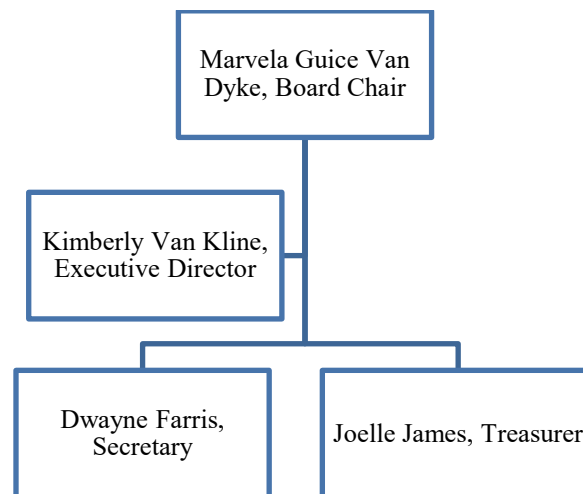 Marvela Guice Van
Dyke, Board Chair
Kimberly Van Kline,
Executive Director
Dwayne Farris,
Secretary
Joelle James, Treasurer